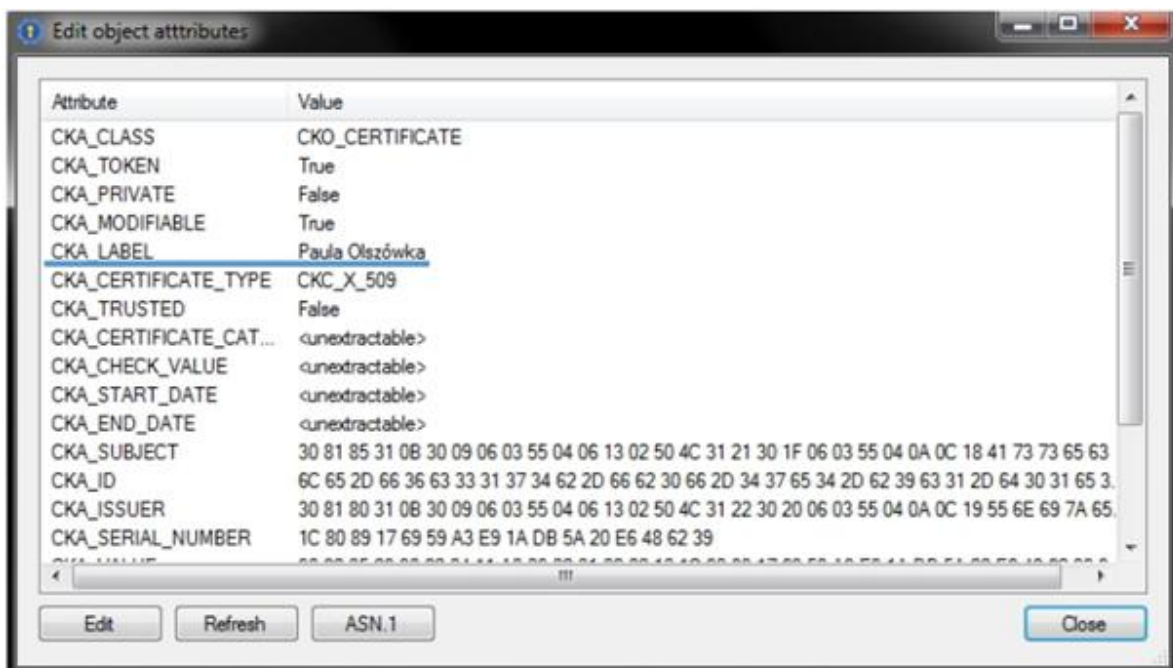 Edit object atttributes
Attribute Value
CKA_CLASS CKO_CERTIFICATE
CKA_TOKEN True
CKA_PRIVATE False
CKA_MODIFIABLE True
CKA_LABEL Paula Olszówka
CKA_CERTIFICATE_TYPE CKC_X_509
CKA_TRUSTED False
CKA_CERTIFICATE_CAT... <unextractable>
CKA_CHECK_VALUE <unextractable>
CKA_START_DATE <unextractable>
CKA_END_DATE <unextractable>
CKA_SUBJECT 30 81 85 31 0B 30 09 06 03 55 04 06 13 02 50 4C 31 21 30 1F 06 03 55 04 0A 0C 18 41 73 73 65 63
CKA_ID 6C 65 2D 66 36 63 33 31 37 34 62 2D 66 62 30 66 2D 34 37 65 34 2D 62 39 63 31 2D 64 30 31 65 3.
CKA_ISSUER 30 81 80 31 0B 30 09 06 03 55 04 06 13 02 50 4C 31 22 30 20 06 03 55 04 0A 0C 19 55 6E 69 7A 65.
CKA_SERIAL_NUMBER 1C 80 89 17 69 59 A3 E9 1A DB 5A 20 E6 48 62 39
Edit Refresh ASN.1 Close